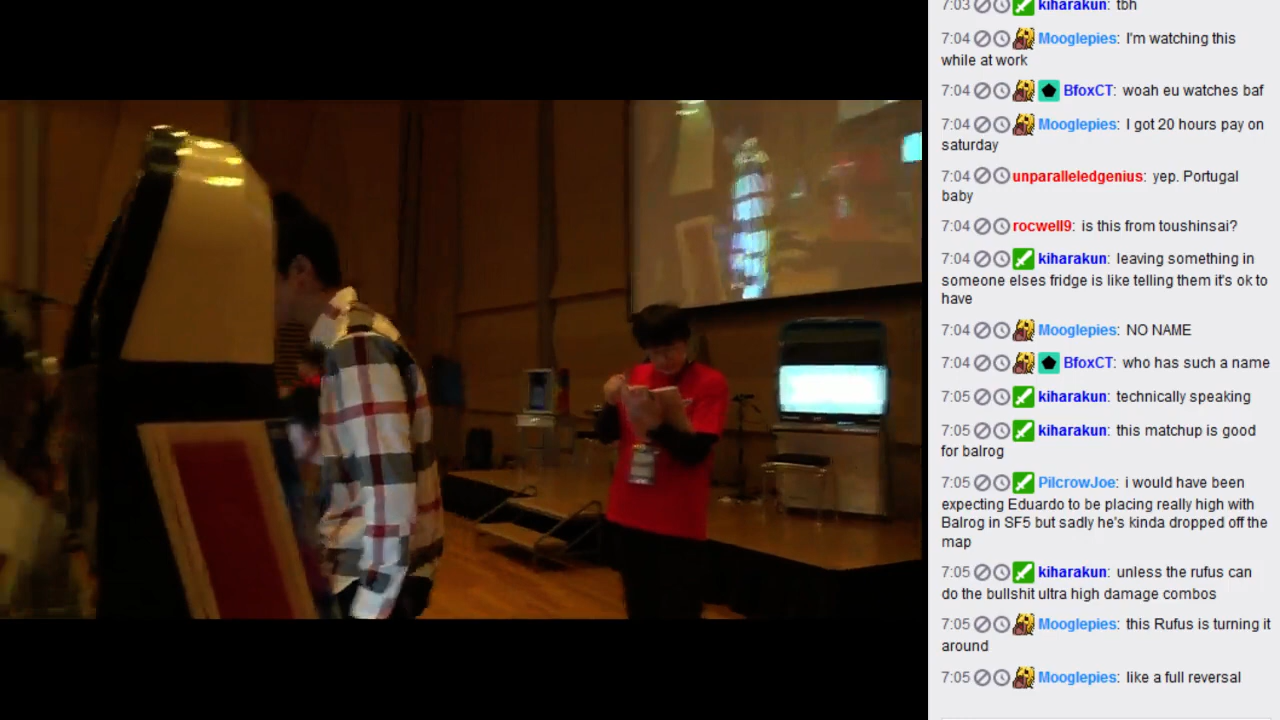 7:03 kiharakun: tbh
7:04 Mooglepies: I'm watching this
while at work
7:04 BfoxCT: woah eu watches baf
7:04 Mooglepies: I got 20 hours pay on
saturday
7:04 unparalleledgenius: yep. Portugal
baby
7:04 rocwell9: is this from toushinsai?
7:04 kiharakun: leaving something in
someone elses fridge is like telling them it's ok to
have
7:04 Mooglepies: NO NAME
7:04 BfoxCT: who has such a name
7:05 kiharakun: technically speaking
7:05 kiharakun: this matchup is good
for balrog
7:05 PilcrowJoe: i would have been
expecting Eduardo to be placing really high with
Balrog in SF5 but sadly he's kinda dropped off the
map
7:05 kiharakun: unless the rufus can
do the bullshit ultra high damage combos
7:05 Mooglepies: this Rufus is turning it
around
7:05 Mooglepies: like a full reversal